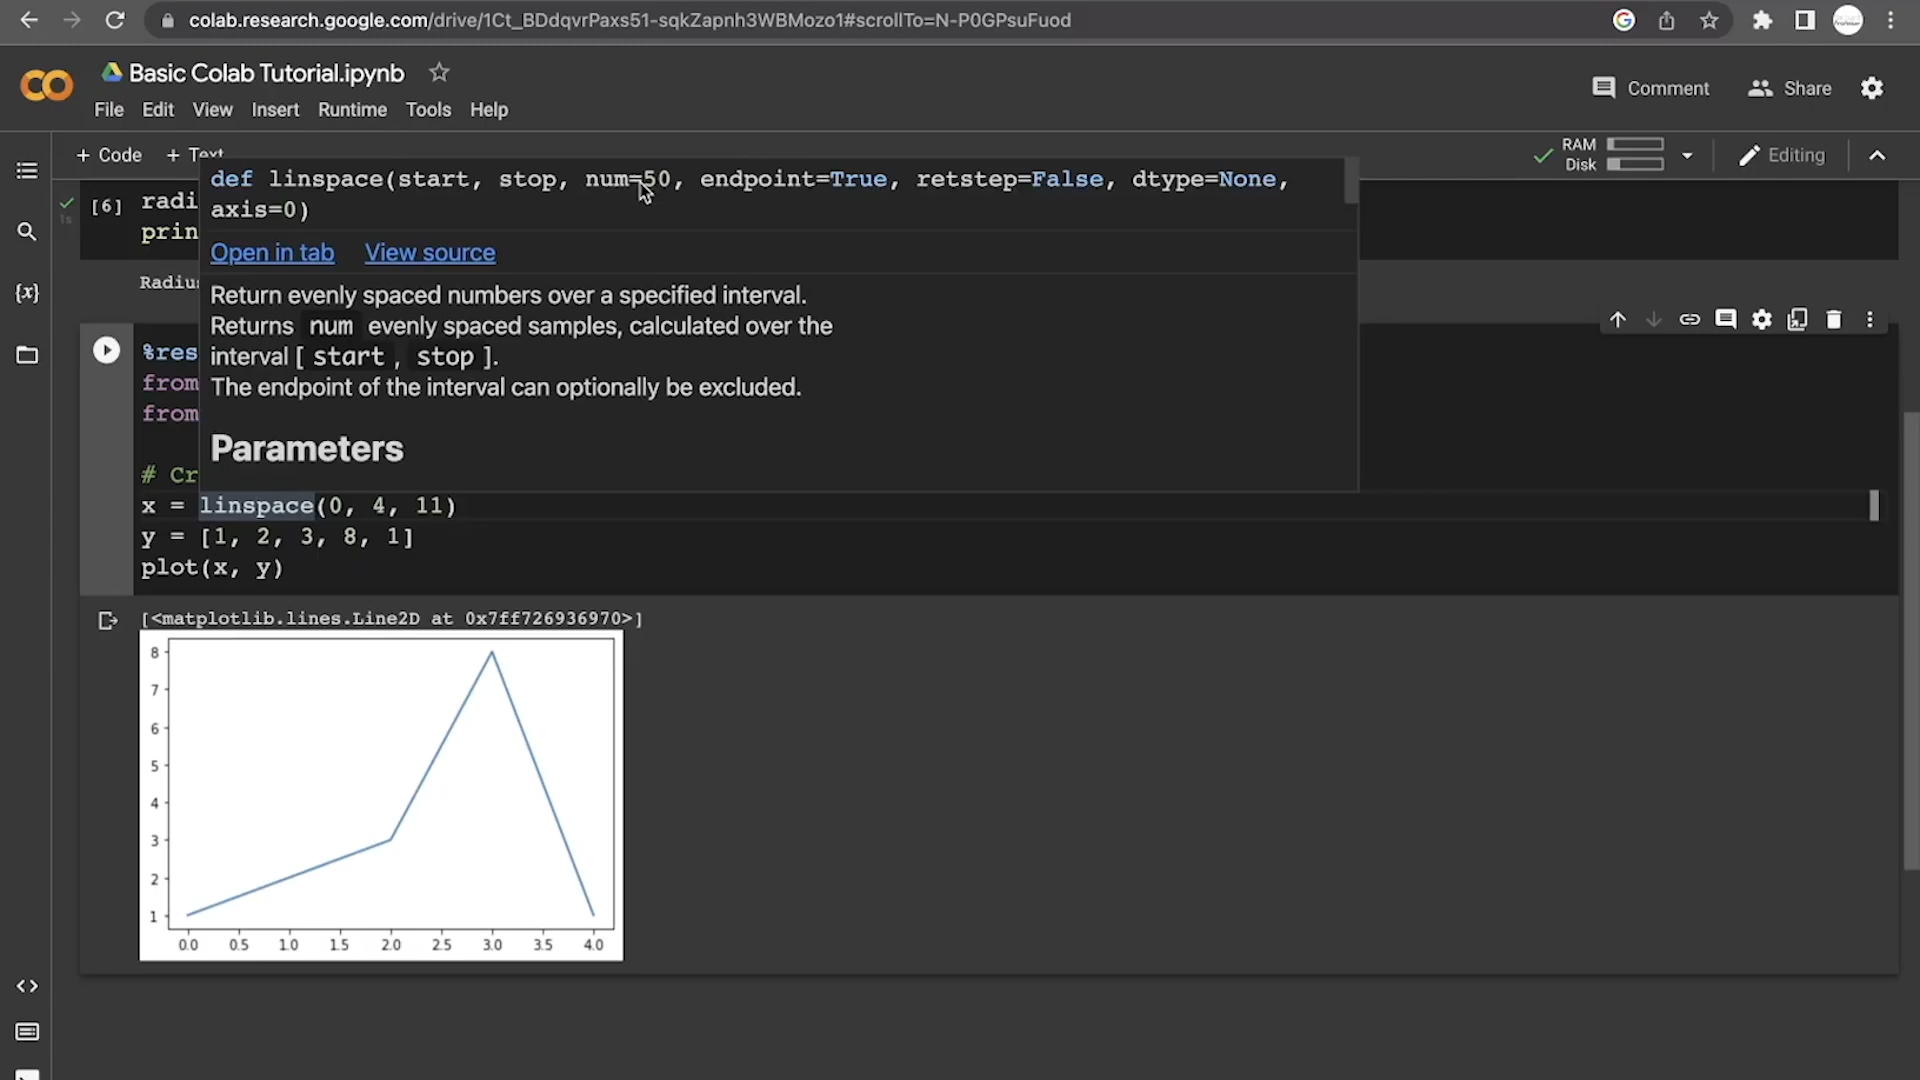 colab.research.google.com/drive/1Ct_BDdqvrPaxs51-sqkZapnh3WBMozo1#scrollTo=N-P0GPsuFuod
Basic Colab Tutorial.ipynb
Comment
Share
File Edit View Insert Runtime Tools Help
+ Code + Text
RAM
Disk
Editing
def linspace(start, stop, num=50, endpoint=True, retstep=False, dtype=None,
axis=0)
[6] radi
1s
prin
Open in tab View source
Radiu
Return evenly spaced numbers over a specified interval.
Returns num evenly spaced samples, calculated over the
interval [ start , stop ].
The endpoint of the interval can optionally be excluded.
Parameters
%res
from
from
# Cr
x = linspace(0, 4, 11)
y = [1, 2, 3, 8, 1]
plot(x, y)
[<matplotlib.lines.Line2D at 0x7ff726936970>]
8
7
6
5
4
3
2
1
0.0 0.5 1.0 1.5 2.0 2.5 3.0 3.5 4.0